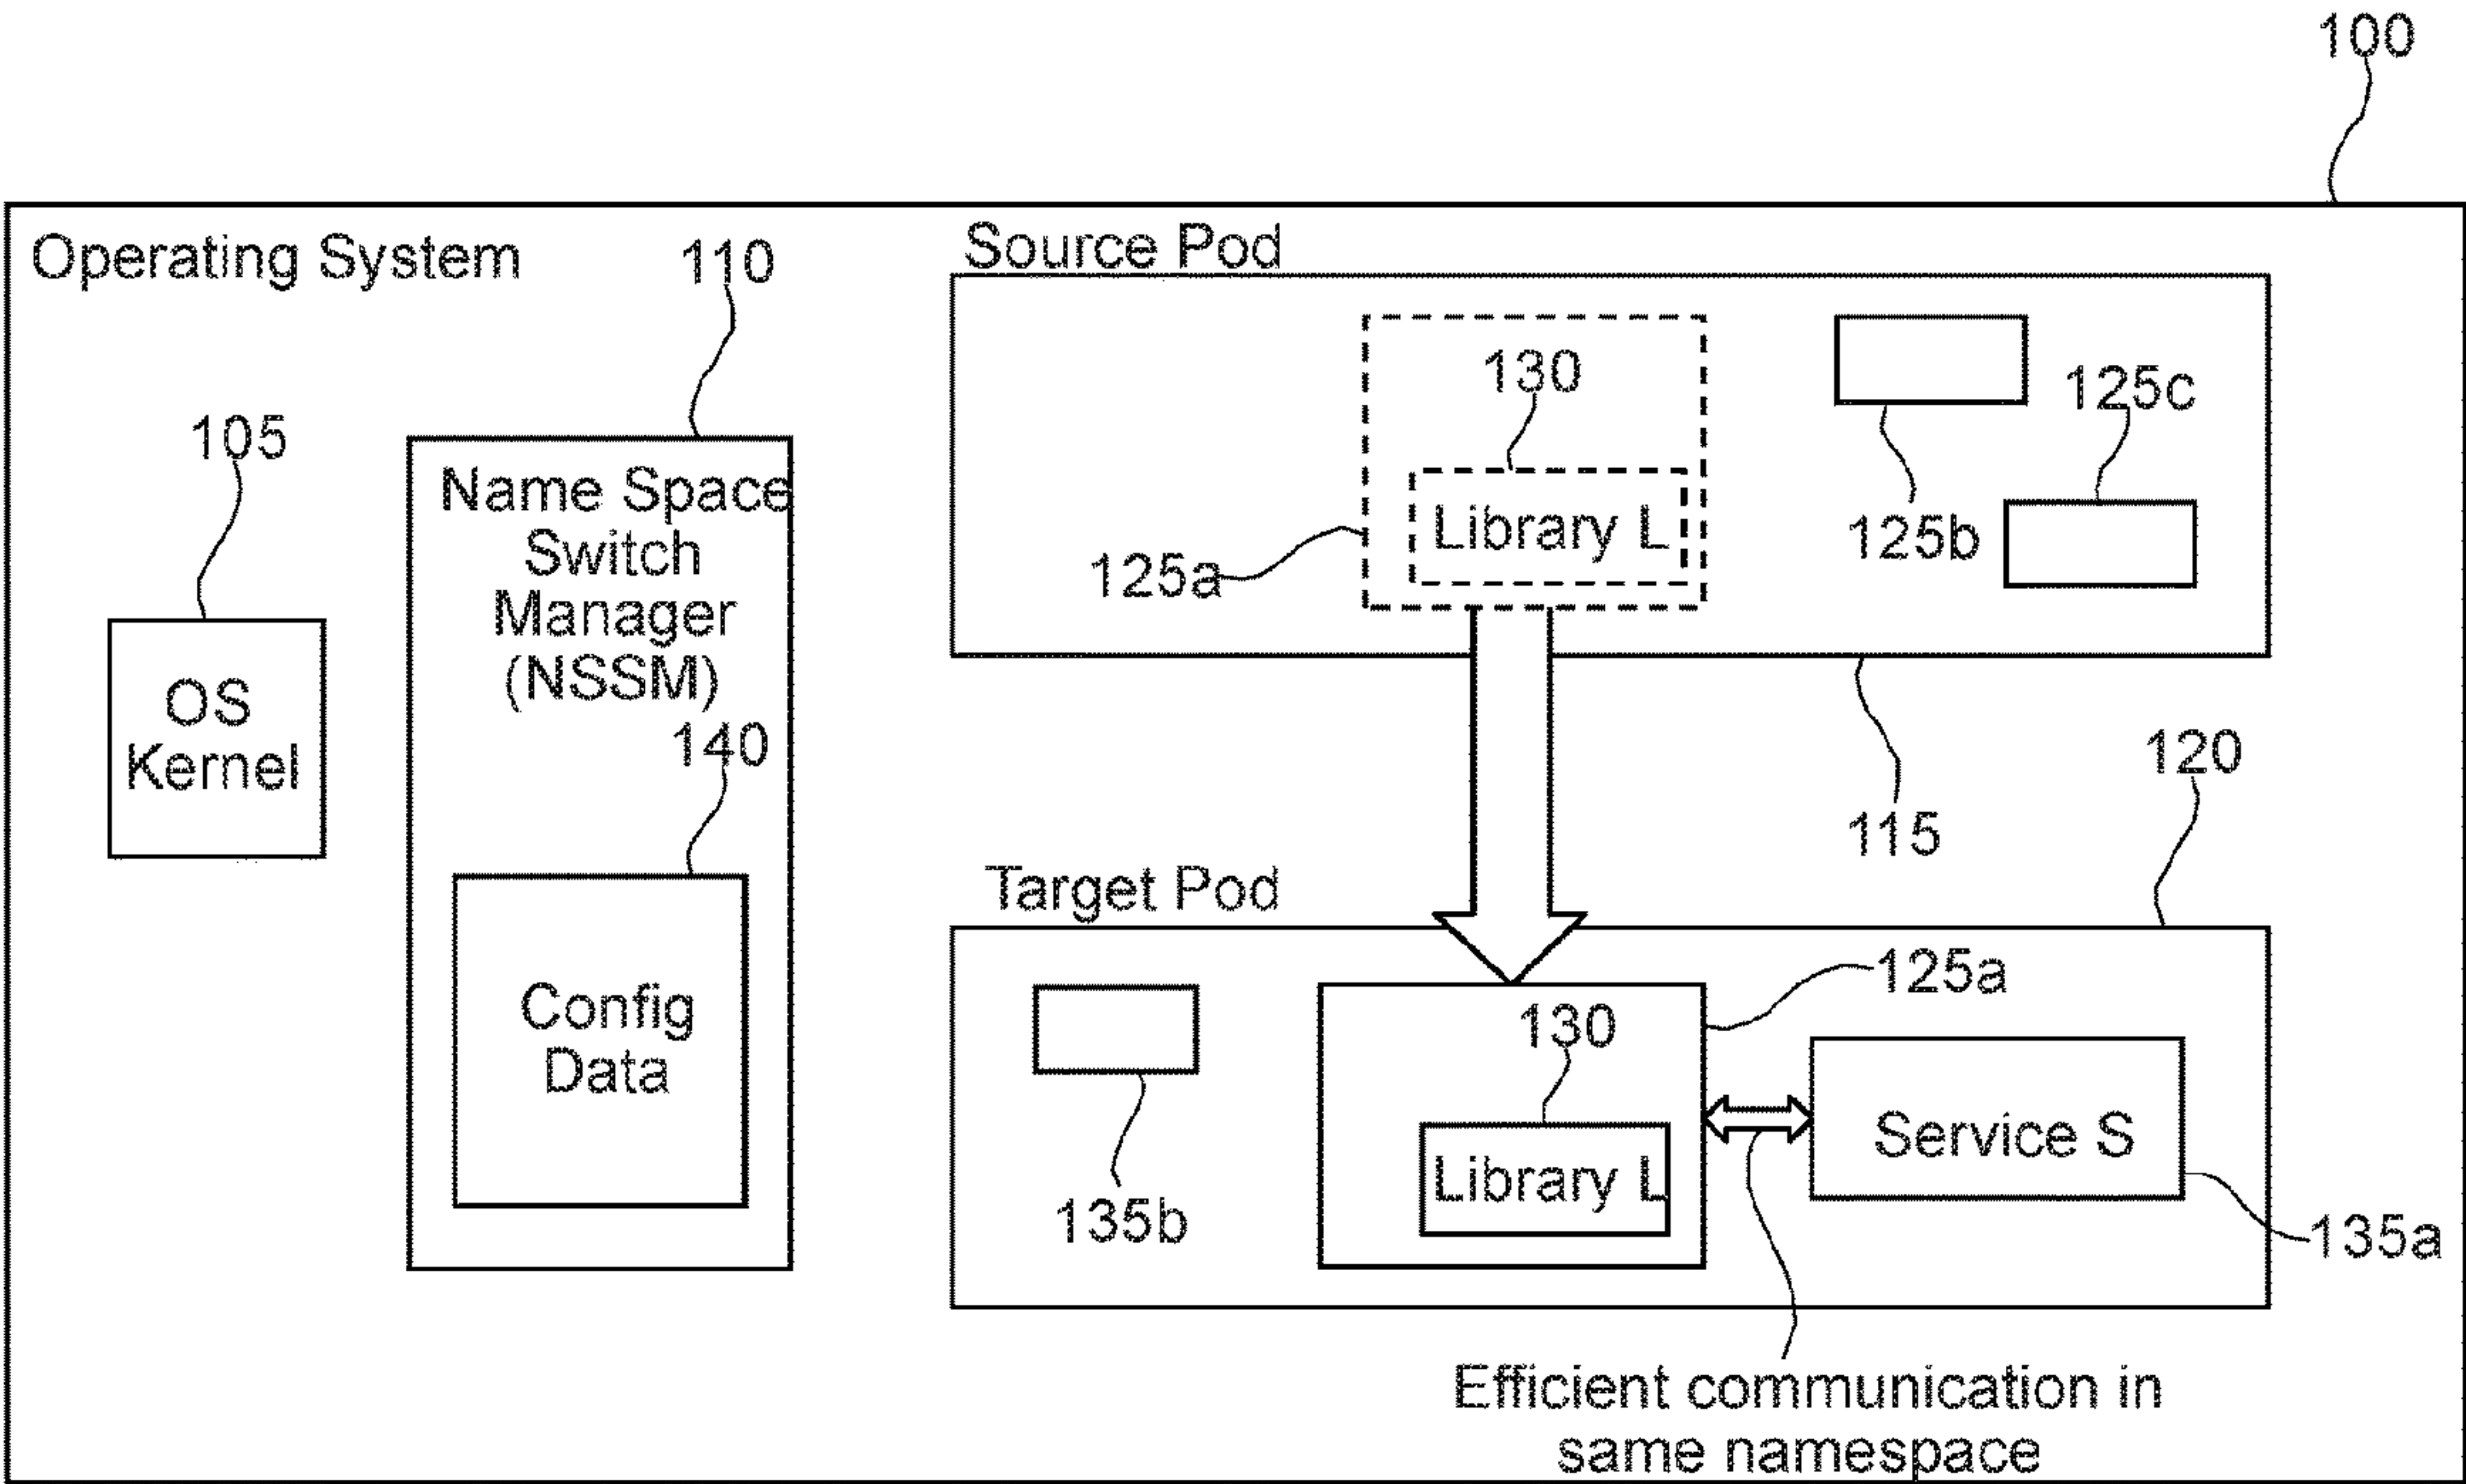 100
Operating System
110
Source Pod
105
Name Space
Switch
Manager
(NSSM)
130
Library L
125a
125b
125c
OS
Kernel
140
Config
Data
115
120
Target Pod
125a
130
Library L
135b
Service S
135a
Efficient communication in
same namespace